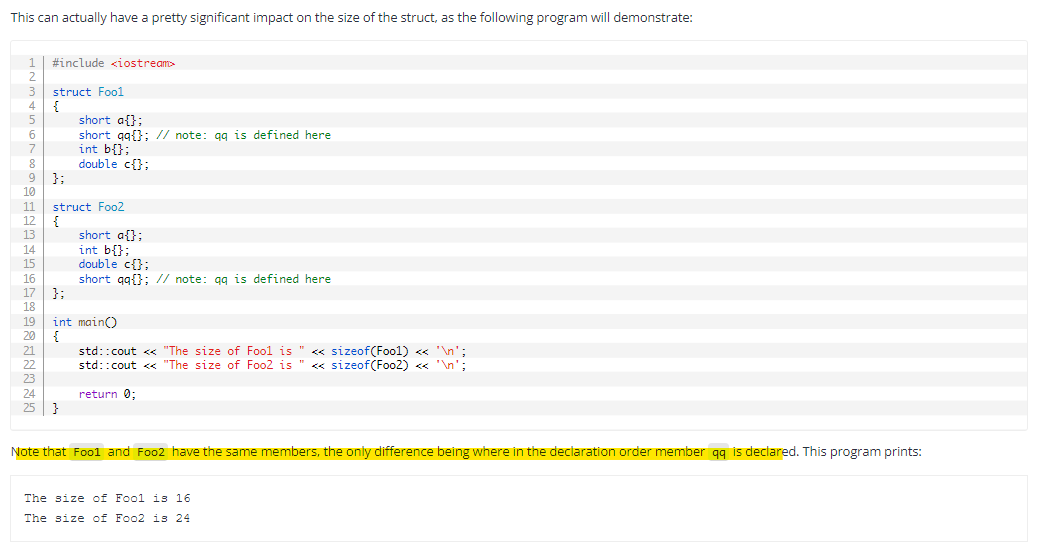 This can actually have a pretty significant impact on the size of the struct, as the following program will demonstrate:
1 #include <iostream>
2
3 struct Foo1
4 {
5 short a{};
6 short qq{}; // note: qq is defined here
7 int b{};
8 double c{};
9 };
10
11 struct Foo2
12 {
13 short a{};
14 int b{};
15 double c{};
16 short qq{}; // note: qq is defined here
17 };
18
19 int main()
20 {
21 std::cout << "The size of Foo1 is " << sizeof(Foo1) << '\n';
22 std::cout << "The size of Foo2 is " << sizeof(Foo2) << '\n';
23
24 return 0;
25 }
Note that Foo1 and Foo2 have the same members, the only difference being where in the declaration order member qq is declared. This program prints:
The size of Foo1 is 16
The size of Foo2 is 24